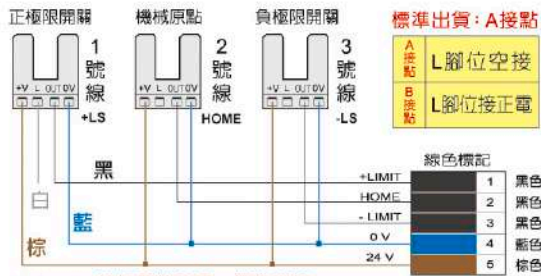 正極限開關
機械原點
負極限開關
標準出貨：A接點
1號線
2號線
3號線
+V L OUT 0V
+V L OUT 0V
+V L OUT 0V
+LS
HOME
-LS
A接點
L腳位空接
B接點
L腳位接正電
線色標記
黑
白
藍
棕
+LIMIT
1
黑色
HOME
2
黑色
- LIMIT
3
黑色
0 V
4
藍色
24 V
5
棕色